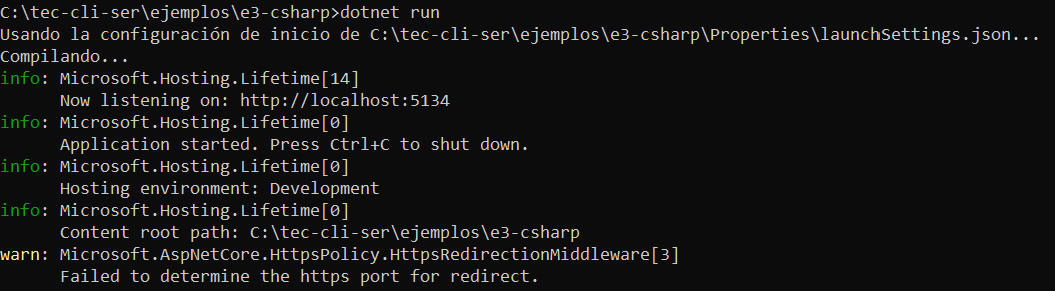 C:\tec-cli-ser\ejemplos\e3-csharp>dotnet run
Usando la configuración de inicio de C:\tec-cli-ser\ejemplos\e3-csharp\Properties\launchSettings.json...
Compilando...
info: Microsoft.Hosting.Lifetime[14]
      Now listening on: http://localhost:5134
info: Microsoft.Hosting.Lifetime[0]
      Application started. Press Ctrl+C to shut down.
info: Microsoft.Hosting.Lifetime[0]
      Hosting environment: Development
info: Microsoft.Hosting.Lifetime[0]
      Content root path: C:\tec-cli-ser\ejemplos\e3-csharp
warn: Microsoft.AspNetCore.HttpsPolicy.HttpsRedirectionMiddleware[3]
      Failed to determine the https port for redirect.